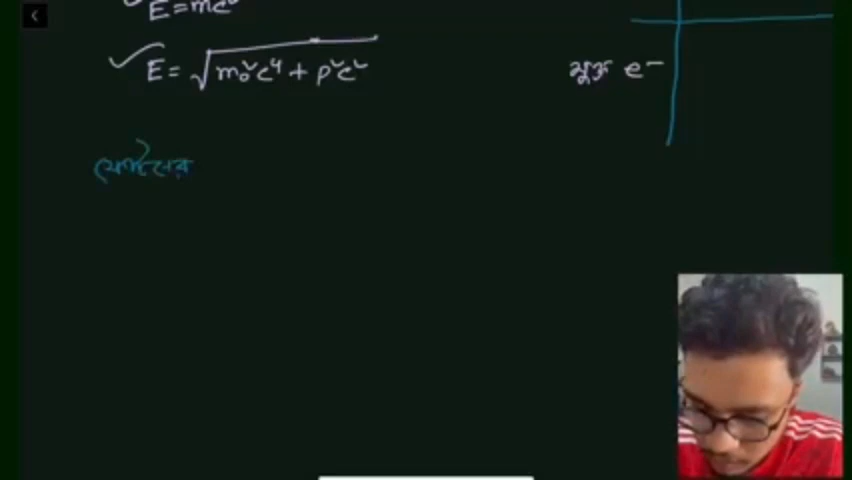 E=mc²
E = √m₀²c⁴ + p²c²
মুক্ত e⁻
ফোটনের